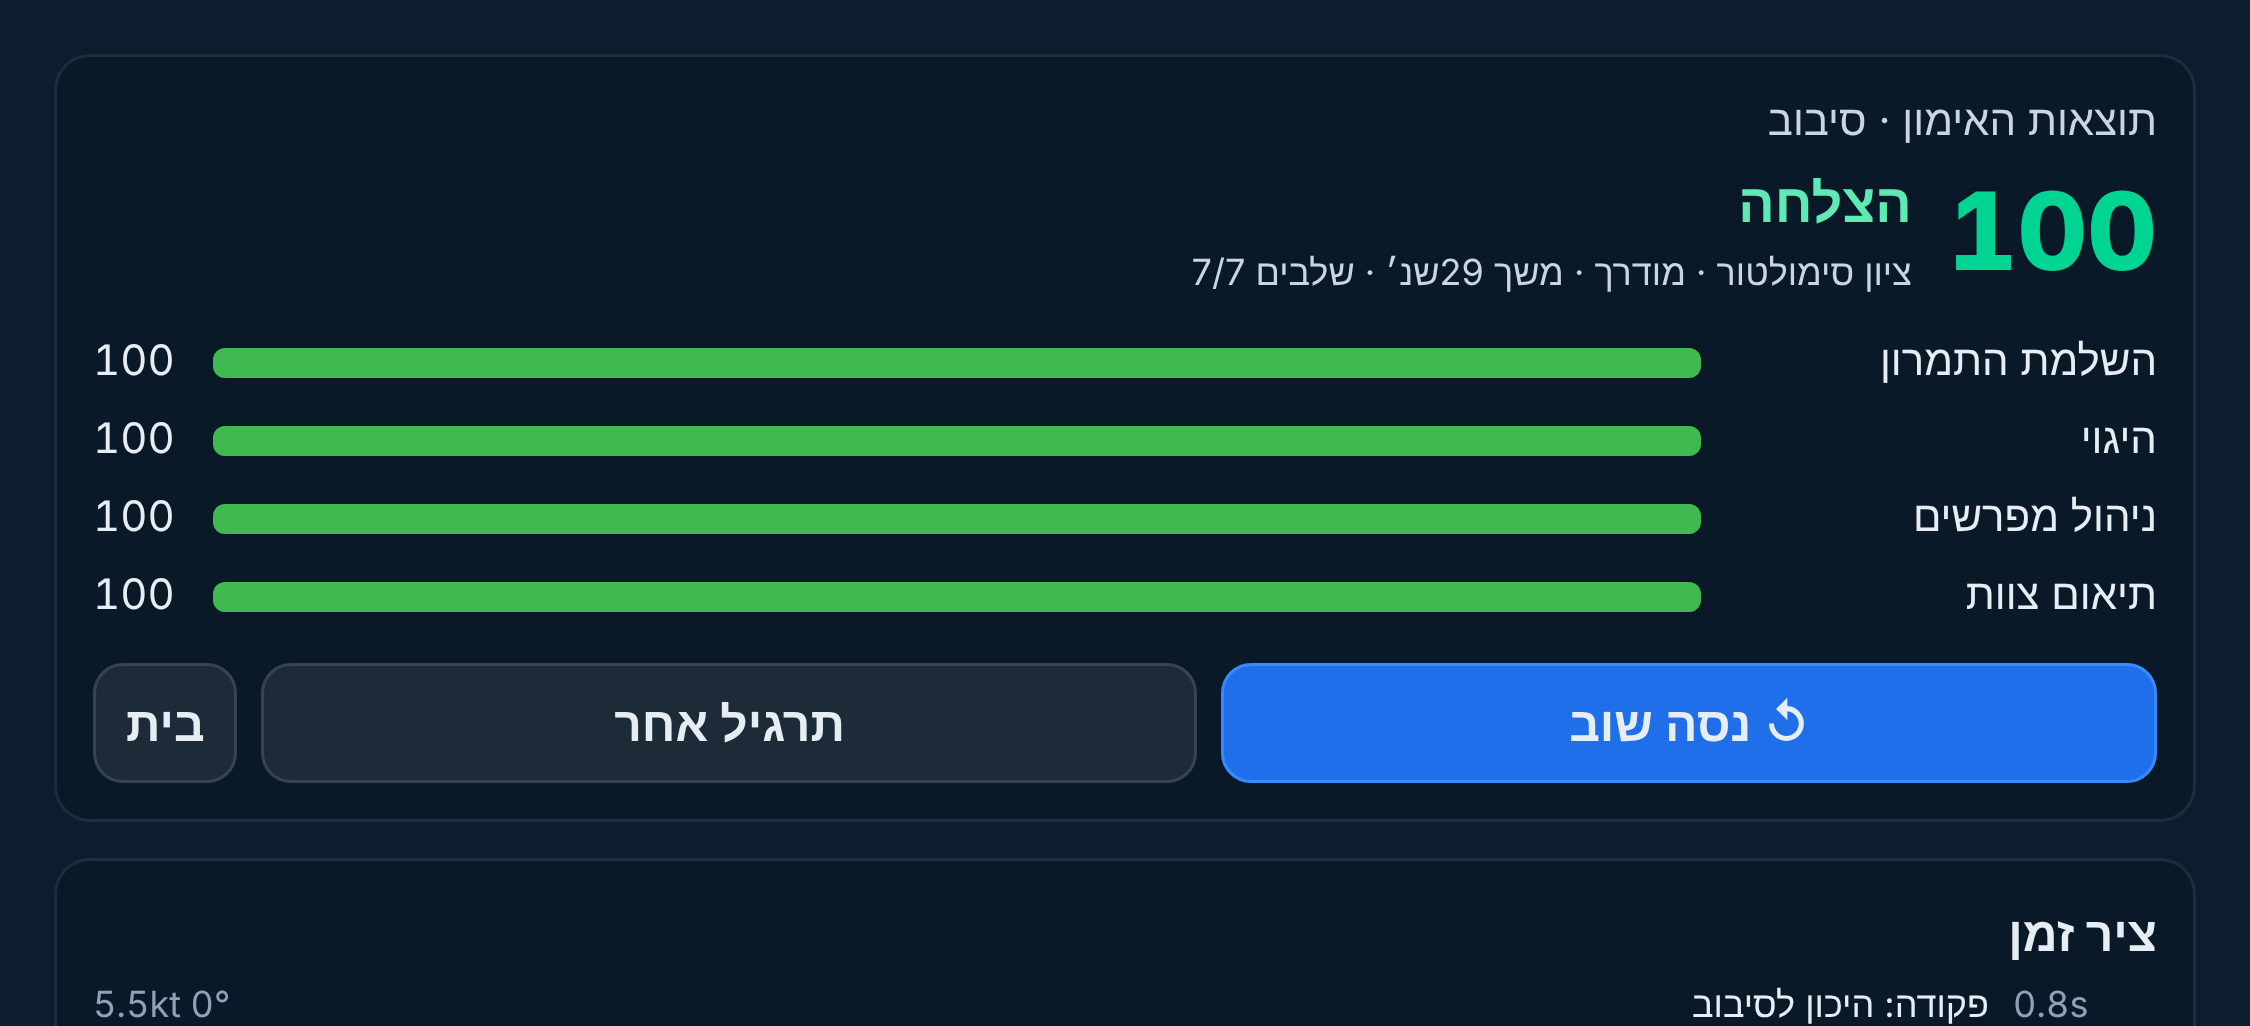 תוצאות האימון · סיבוב
100
הצלחה
ציון סימולטור · מודרך · משך 29שנ׳ · שלבים 7/7
השלמת התמרון 100
היגוי 100
ניהול מפרשים 100
תיאום צוות 100
נסה שוב
תרגיל אחר
בית
ציר זמן
0.8s פקודה: היכון לסיבוב 5.5kt 0°